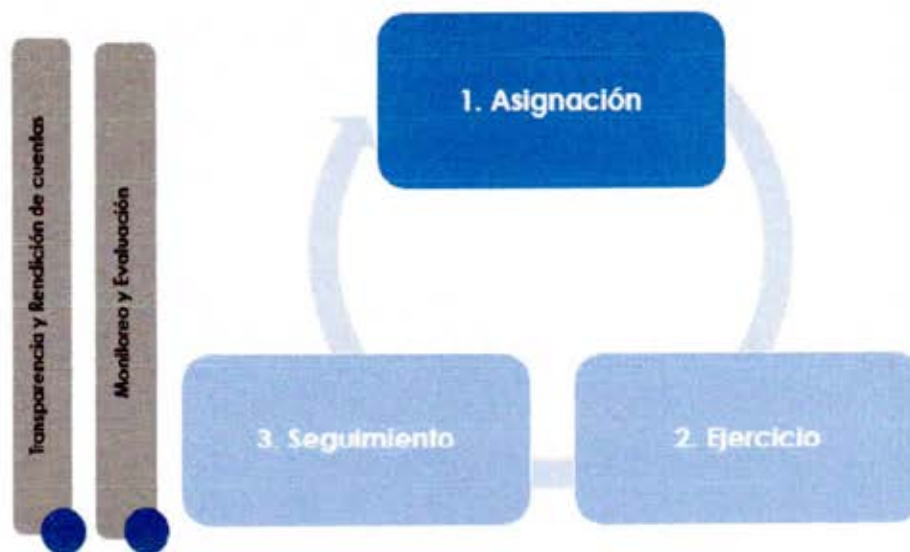 Transparencia y Rendición de cuentas
Monitoreo y Evaluación
1. Asignación
3. Seguimiento
2. Ejercicio